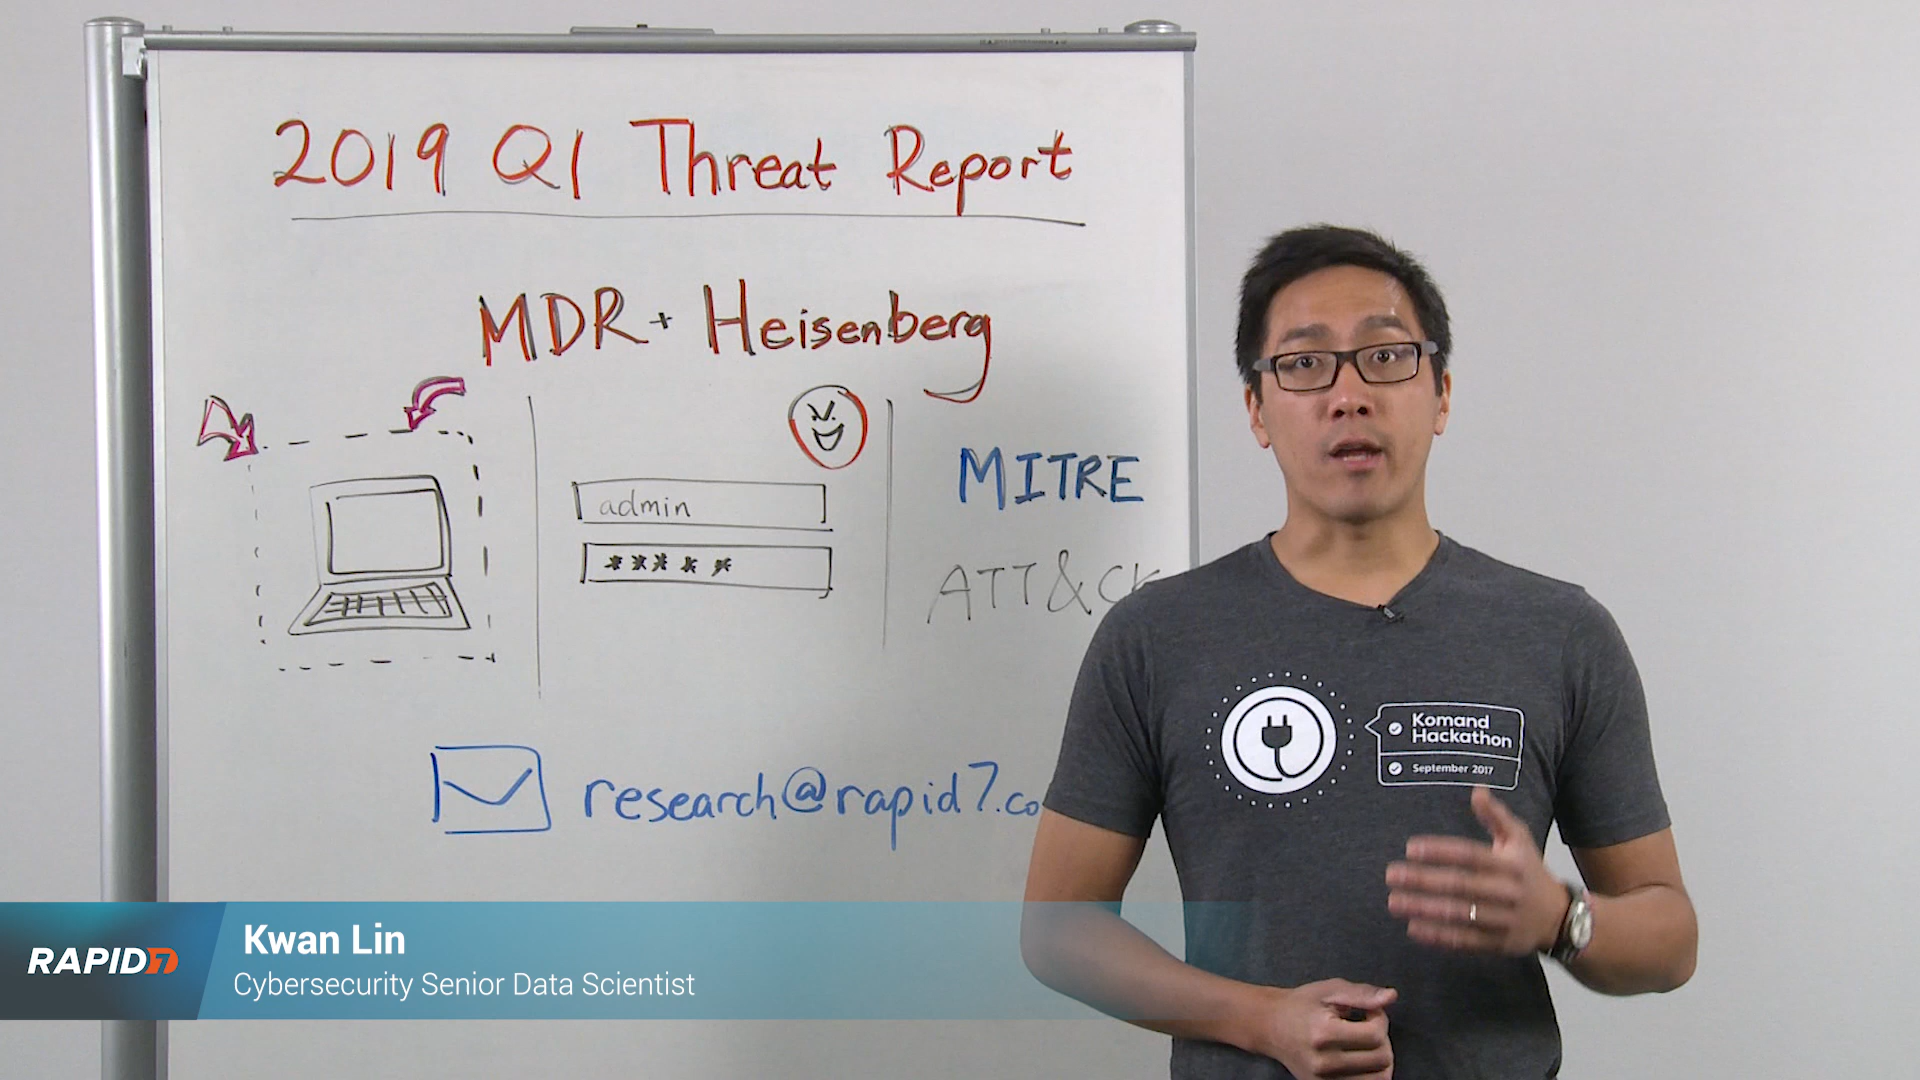 2019 Q1 Threat Report
MDR + Heisenberg
admin
*****
MITRE
ATT&CK
research@rapid7.co
Komand
Hackathon
September 2017
RAPID7
Kwan Lin
Cybersecurity Senior Data Scientist